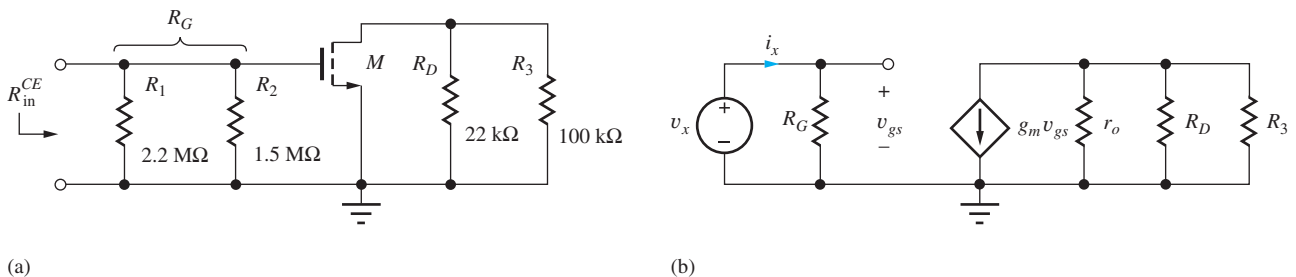 R_G
R_in^CE
R_1
2.2 MΩ
R_2
1.5 MΩ
M
R_D
22 kΩ
R_3
100 kΩ
(a)
i_x
v_x
+
−
R_G
+
v_gs
−
g_m v_gs
r_o
R_D
R_3
(b)